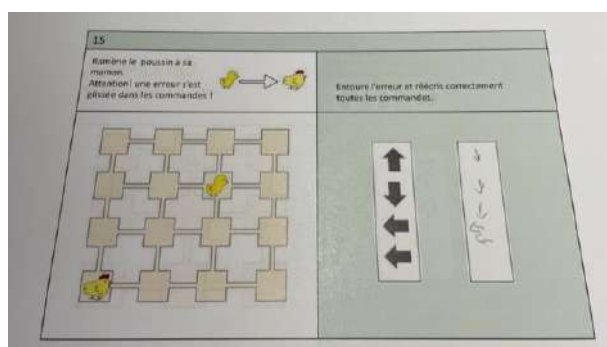 15
Ramène le poussin à sa
maman.
Attention! une erreur s'est
glissée dans les commandes !
Entoure l'erreur et réécris correctement
toutes les commandes.